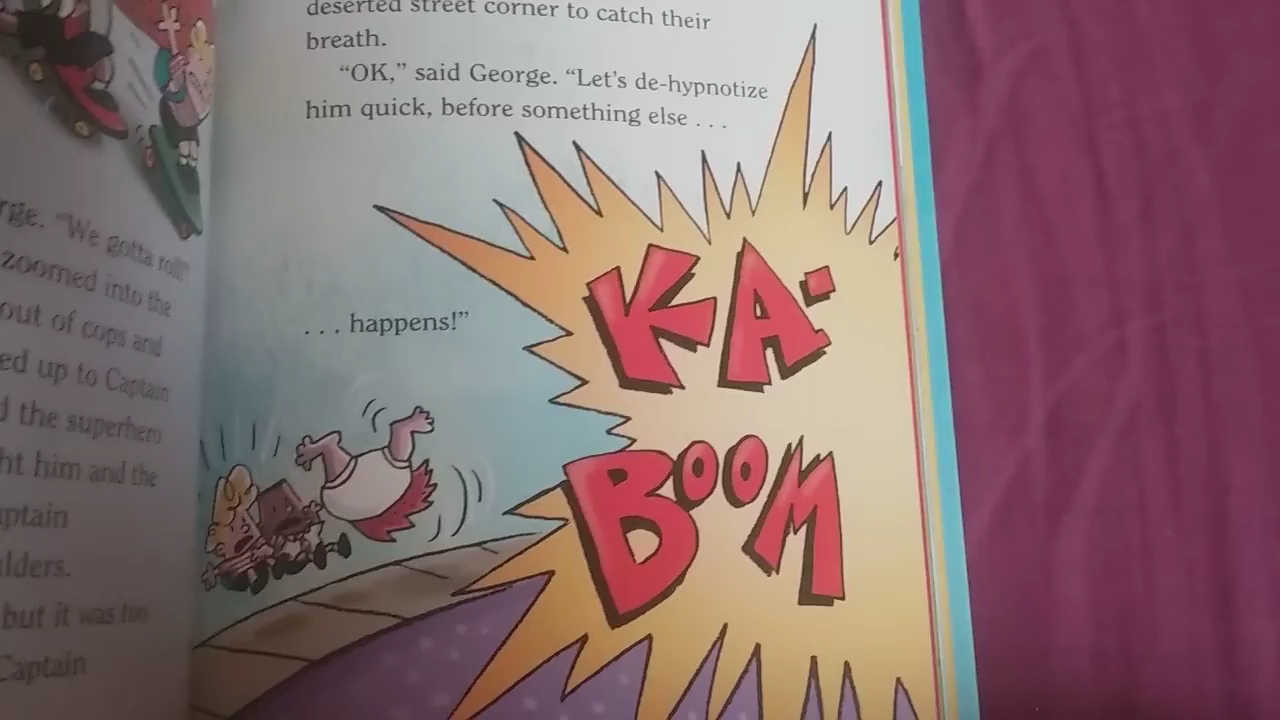 rge. "We gotta roll!"
zoomed into the
out of cops and
ed up to Captain
d the superhero
ht him and the
ptain
lders.
but it was too
Captain
deserted street corner to catch their
breath.
"OK," said George. "Let's de-hypnotize
him quick, before something else . . .
. . . happens!"
KA-
BOOM